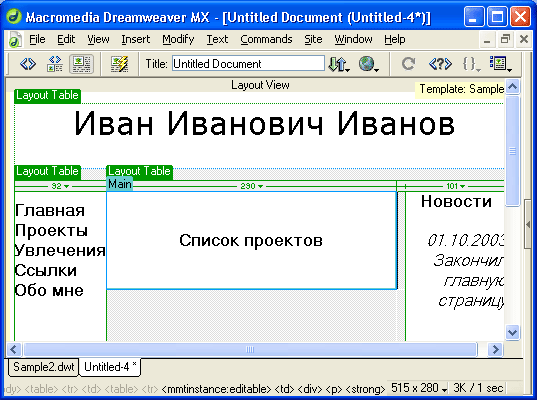 Macromedia Dreamweaver MX - [Untitled Document (Untitled-4*)]
File Edit View Insert Modify Text Commands Site Window Help
Title: Untitled Document
Layout View
Template: Sample
Layout Table
Иван Иванович Иванов
Layout Table Layout Table
Main
92 290 101
Главная
Проекты
Увлечения
Ссылки
Обо мне
Список проектов
Новости
01.10.2003
Закончил
главную
страницу
Sample2.dwt Untitled-4 *
dy> <table> <tr> <td> <table> <tr> <mmtinstance:editable> <td> <div> <p> <strong> 515 x 280 3K / 1 sec